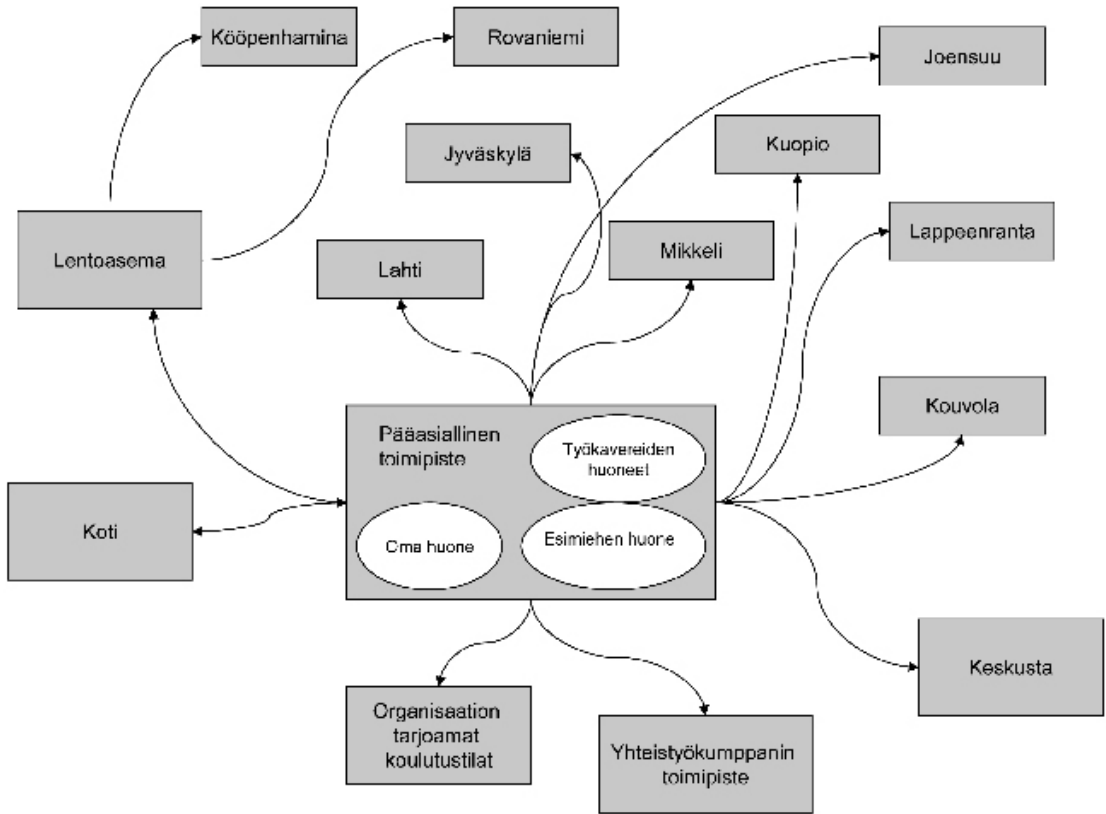 Kööpenhamina
Rovaniemi
Joensuu
Jyväskylä
Kuopio
Lentoasema
Lahti
Mikkeli
Lappeenranta
Kouvola
Pääasiallinen
toimipiste
Työkavereiden
huoneet
Oma huone
Esimiehen huone
Koti
Keskusta
Organisaation
tarjoamat
koulutustilat
Yhteistyökumppanin
toimipiste